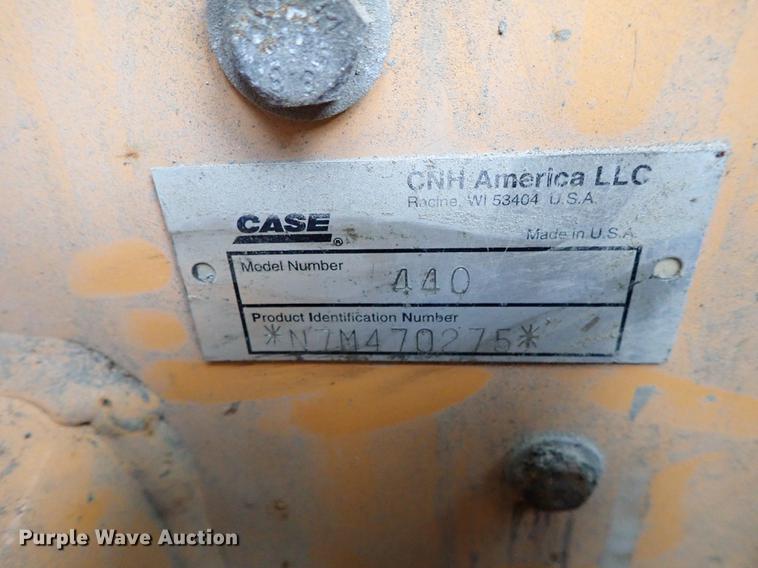 CNH America LLC
Racine, WI 53404 U.S.A.
CASE ®
Made in U.S.A.
Model Number
440
Product Identification Number
*N7M470275*
Purple Wave Auction